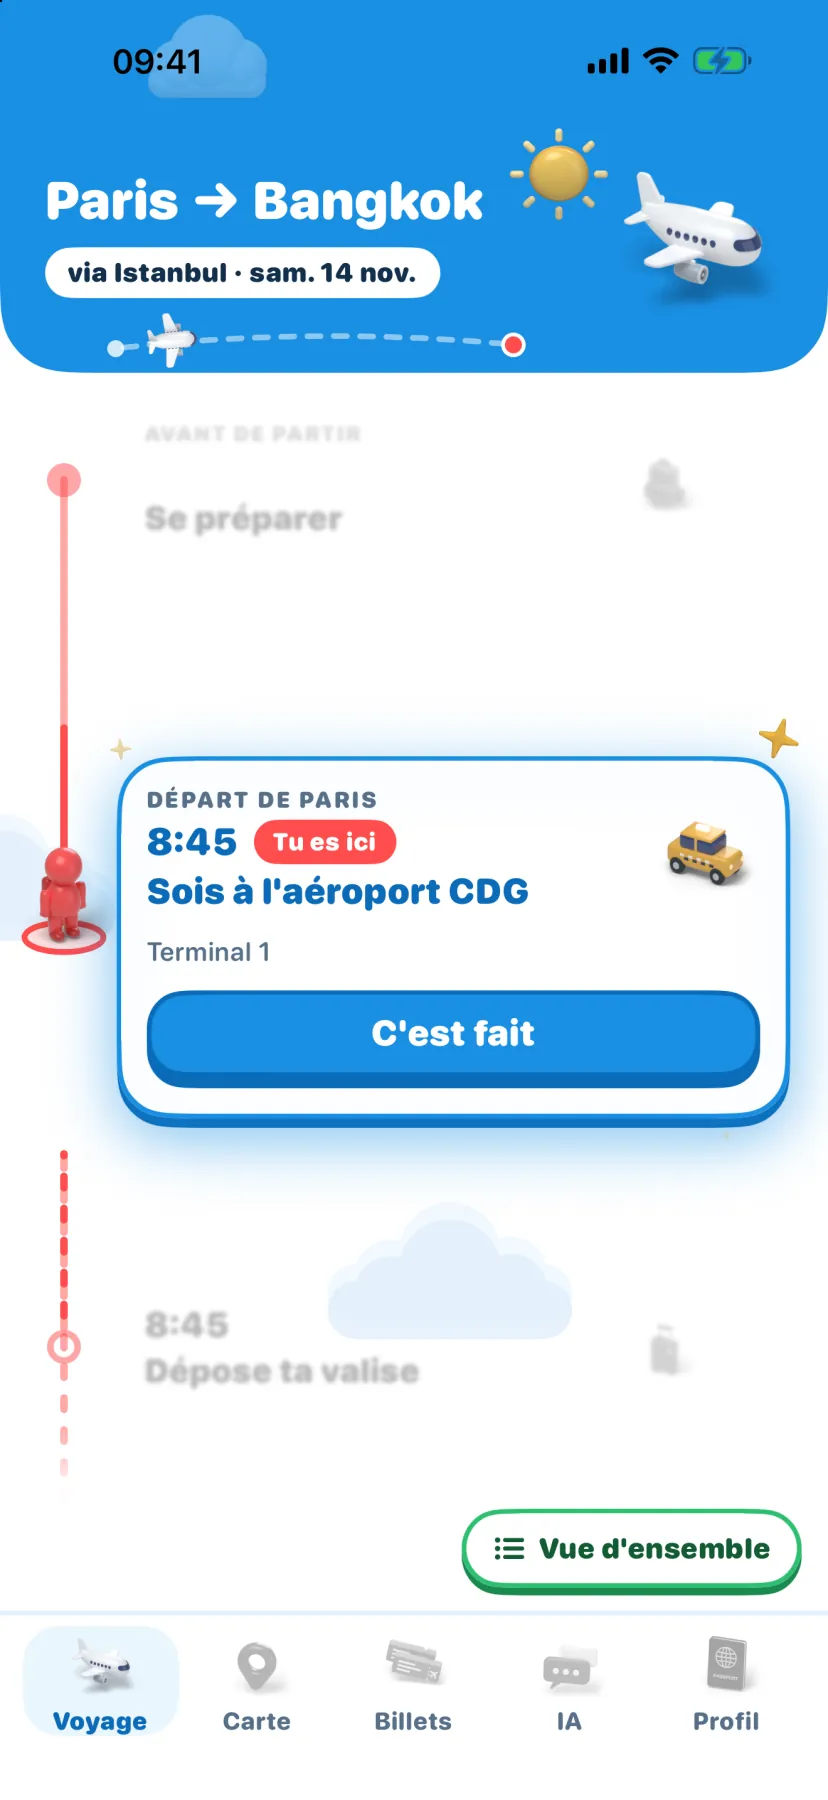 09:41
Paris → Bangkok
via Istanbul · sam. 14 nov.
AVANT DE PARTIR
Se préparer
DÉPART DE PARIS
8:45 Tu es ici
Sois à l'aéroport CDG
Terminal 1
C'est fait
8:45
Dépose ta valise
Vue d'ensemble
Voyage Carte Billets IA Profil